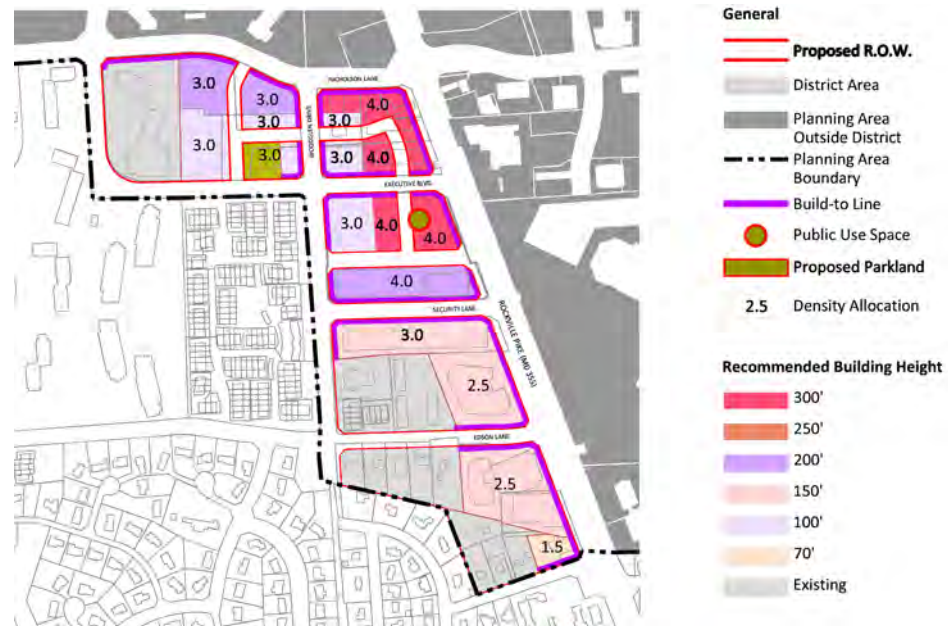 NICHOLSON LANE
3.0
3.0
4.0
3.0
3.0
WOODGLEN DRIVE
3.0
3.0
3.0
4.0
EXECUTIVE BLVD.
3.0
4.0
4.0
4.0
SECURITY LANE
ROCKVILLE PIKE (MD 355)
3.0
2.5
EDSON LANE
2.5
1.5
General
Proposed R.O.W.
District Area
Planning Area
Outside District
Planning Area
Boundary
Build-to Line
Public Use Space
Proposed Parkland
2.5 Density Allocation
Recommended Building Height
300'
250'
200'
150'
100'
70'
Existing